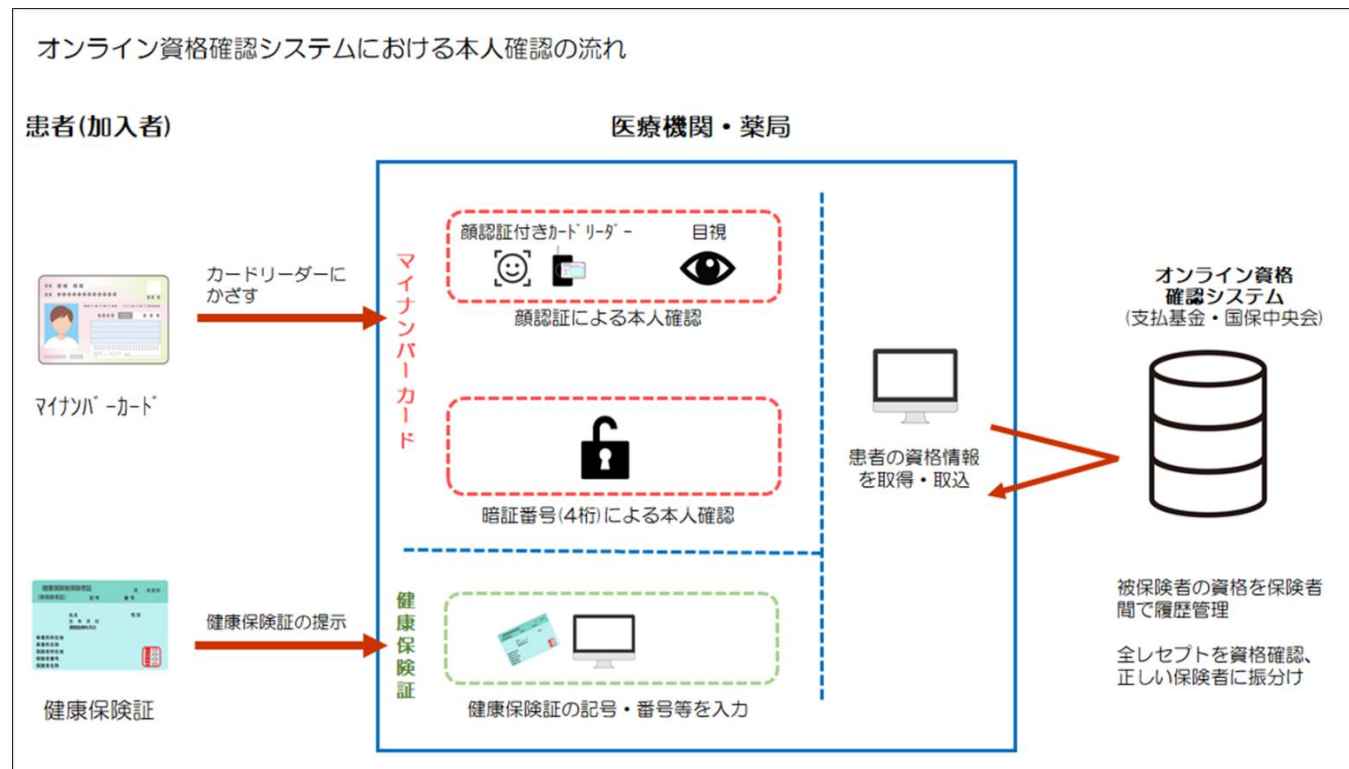 オンライン資格確認システムにおける本人確認の流れ
患者(加入者)
医療機関・薬局
マイナンバーカード
顔認証付きｶｰﾄﾞﾘｰﾀﾞｰ
目視
顔認証による本人確認
カードリーダーに
かざす
ﾏｲﾅﾝﾊﾞｰｶｰﾄﾞ
暗証番号(4桁)による本人確認
患者の資格情報
を取得・取込
オンライン資格
確認システム
(支払基金・国保中央会)
被保険者の資格を保険者
間で履歴管理
全レセプトを資格確認、
正しい保険者に振分け
健康保険証の提示
健康保険証
健康保険証
健康保険証の記号・番号等を入力